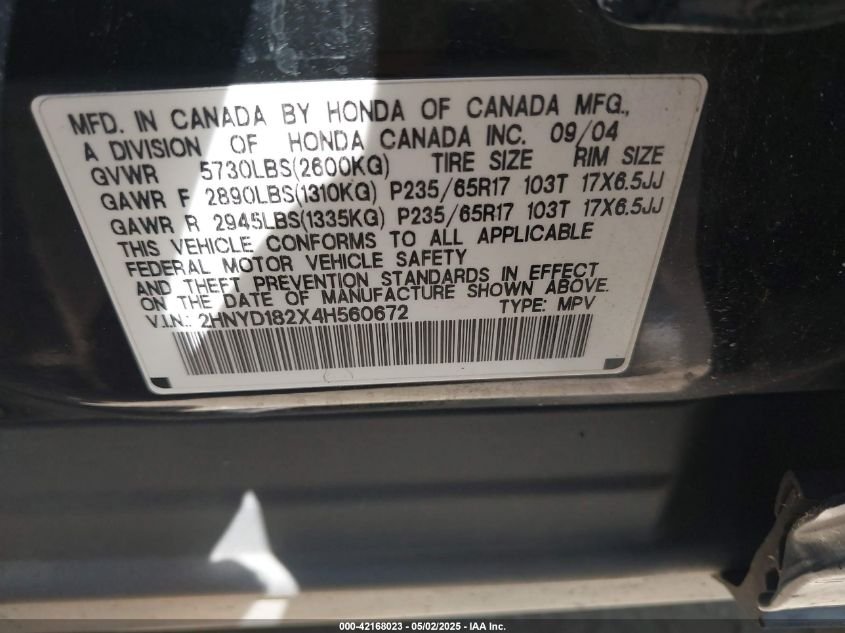 MFD. IN CANADA BY HONDA OF CANADA MFG.,
A DIVISION OF HONDA CANADA INC. 09/04
GVWR 5730LBS(2600KG) TIRE SIZE RIM SIZE
GAWR F 2890LBS(1310KG) P235/65R17 103T 17X6.5JJ
GAWR R 2945LBS(1335KG) P235/65R17 103T 17X6.5JJ
THIS VEHICLE CONFORMS TO ALL APPLICABLE
FEDERAL MOTOR VEHICLE SAFETY
AND THEFT PREVENTION STANDARDS IN EFFECT
ON THE DATE OF MANUFACTURE SHOWN ABOVE.
V.I.N.: 2HNYD182X4H560672 TYPE: MPV
000-42168023 - 05/02/2025 - IAA Inc.